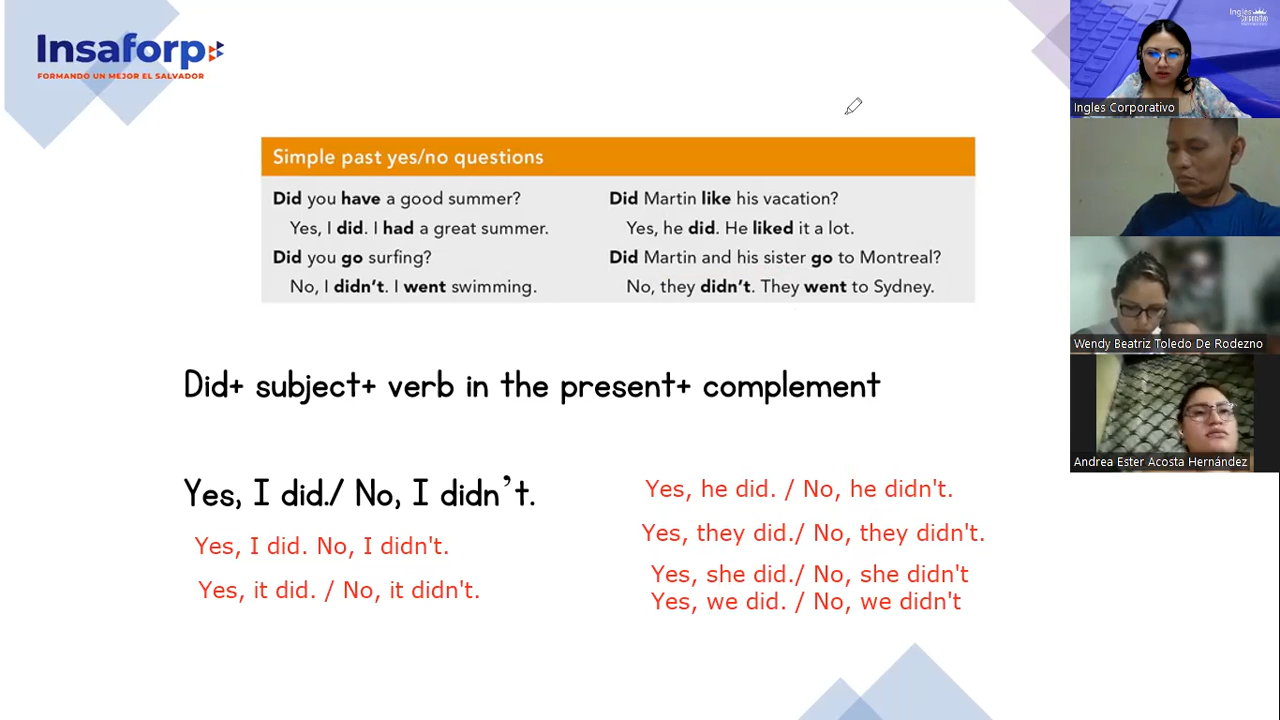 Insaforp
FORMANDO UN MEJOR EL SALVADOR
Simple past yes/no questions
Did you have a good summer?
Yes, I did. I had a great summer.
Did you go surfing?
No, I didn't. I went swimming.
Did Martin like his vacation?
Yes, he did. He liked it a lot.
Did Martin and his sister go to Montreal?
No, they didn't. They went to Sydney.
Did+ subject+ verb in the present+ complement
Yes, I did./ No, I didn't.
Yes, I did. No, I didn't.
Yes, it did. / No, it didn't.
Yes, he did. / No, he didn't.
Yes, they did./ No, they didn't.
Yes, she did./ No, she didn't
Yes, we did. / No, we didn't
Ingles
Ingles Corporativo
Wendy Beatriz Toledo De Rodezno
Andrea Ester Acosta Hernández